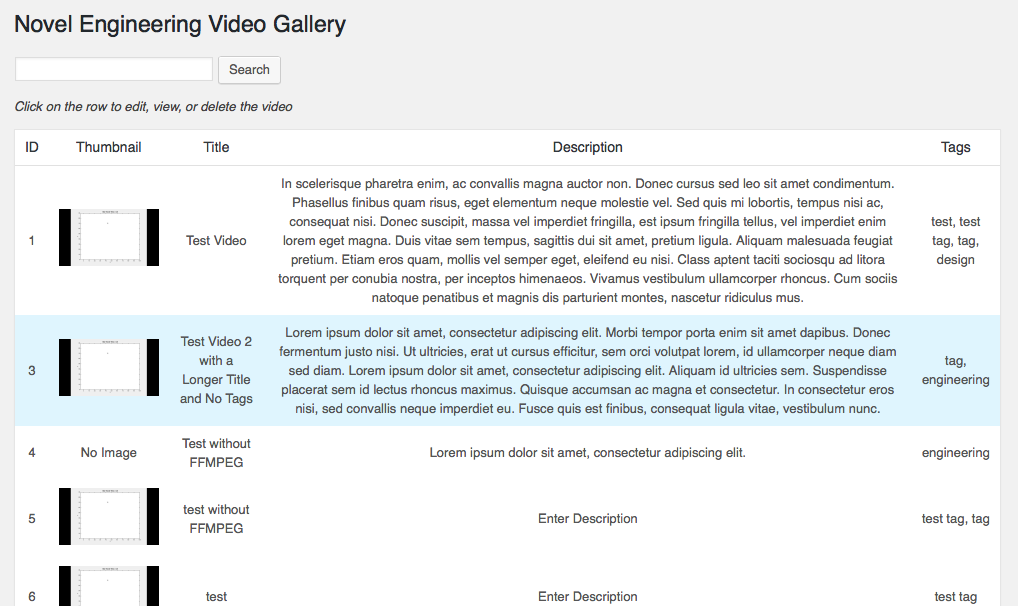 Novel Engineering Video Gallery
Search
Click on the row to edit, view, or delete the video
ID Thumbnail Title Description Tags
1
Test Video
In scelerisque pharetra enim, ac convallis magna auctor non. Donec cursus sed leo sit amet condimentum.
Phasellus finibus quam risus, eget elementum neque molestie vel. Sed quis mi lobortis, tempus nisi ac,
consequat nisi. Donec suscipit, massa vel imperdiet fringilla, est ipsum fringilla tellus, vel imperdiet enim
lorem eget magna. Duis vitae sem tempus, sagittis dui sit amet, pretium ligula. Aliquam malesuada feugiat
pretium. Etiam eros quam, mollis vel semper eget, eleifend eu nisi. Class aptent taciti sociosqu ad litora
torquent per conubia nostra, per inceptos himenaeos. Vivamus vestibulum ullamcorper rhoncus. Cum sociis
natoque penatibus et magnis dis parturient montes, nascetur ridiculus mus.
test, test
tag, tag,
design
3
Test Video 2
with a
Longer Title
and No Tags
Lorem ipsum dolor sit amet, consectetur adipiscing elit. Morbi tempor porta enim sit amet dapibus. Donec
fermentum justo nisi. Ut ultricies, erat ut cursus efficitur, sem orci volutpat lorem, id ullamcorper neque diam
sed diam. Lorem ipsum dolor sit amet, consectetur adipiscing elit. Aliquam id ultricies sem. Suspendisse
placerat sem id lectus rhoncus maximus. Quisque accumsan ac magna et consectetur. In consectetur eros
nisi, sed convallis neque imperdiet eu. Fusce quis est finibus, consequat ligula vitae, vestibulum nunc.
tag,
engineering
4
No Image
Test without
FFMPEG
Lorem ipsum dolor sit amet, consectetur adipiscing elit.
engineering
5
test without
FFMPEG
Enter Description
test tag, tag
6
test
Enter Description
test tag